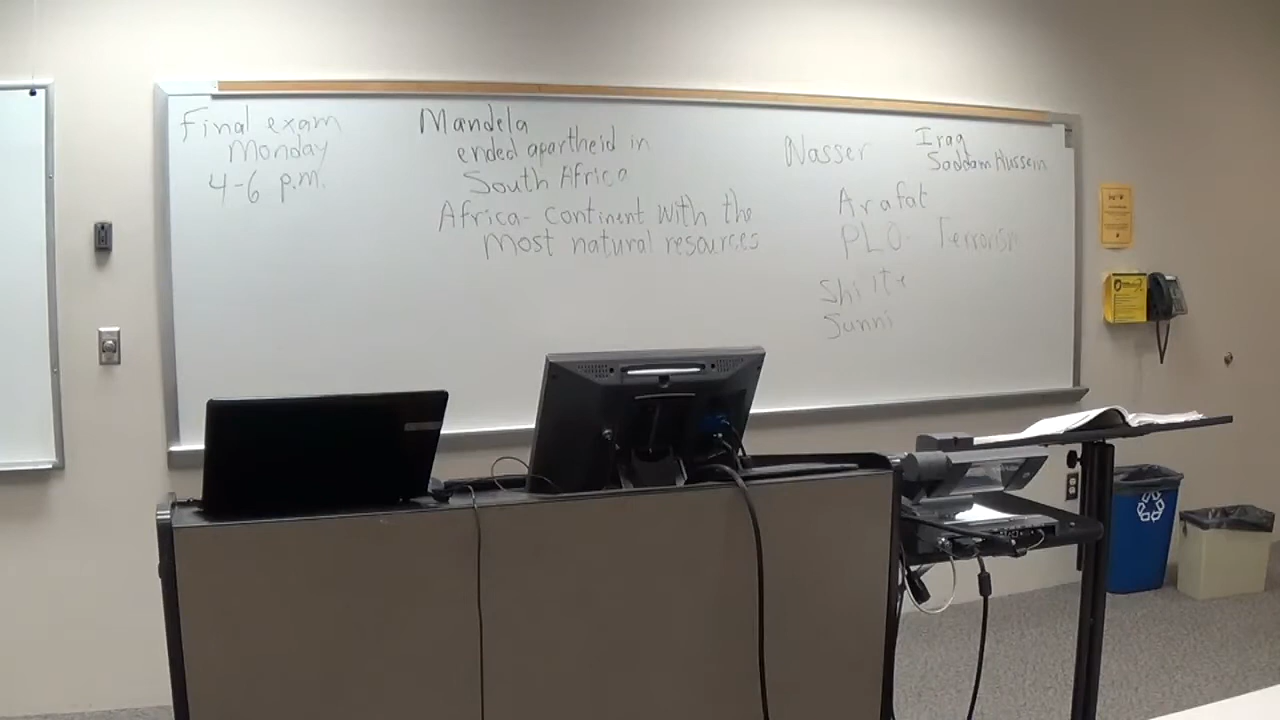 Final exam
Monday
4-6 p.m.
Mandela
ended apartheid in
South Africa
Africa- continent with the
most natural resources
Nasser
Iraq
Saddam Hussein
Arafat
PLO- Terrorism
Shiite
Sunni